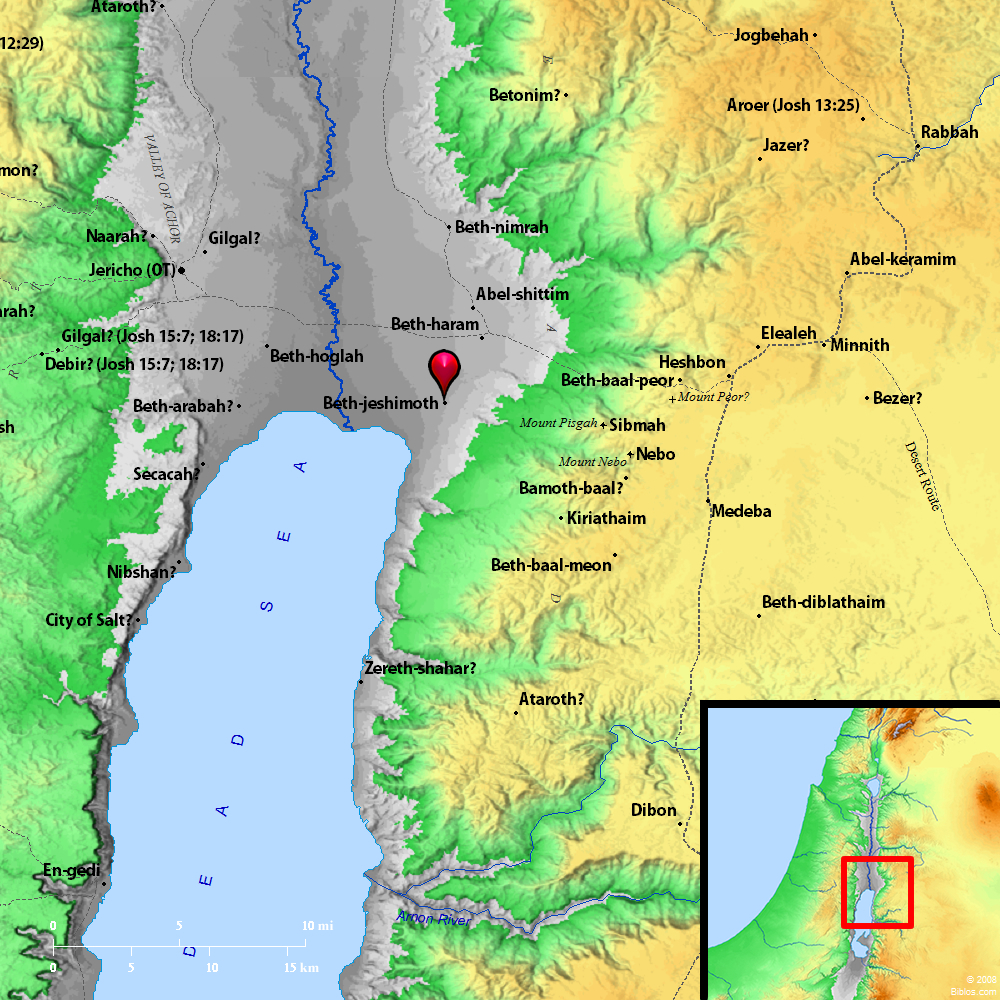 Ataroth?
12:29)
Jogbehah
E
Betonim?
Aroer (Josh 13:25)
Rabbah
Jazer?
VALLEY OF ACHOR
mon?
Naarah?
Gilgal?
Beth-nimrah
Jericho (OT)
Abel-keramim
Abel-shittim
arah?
Beth-haram
A
Elealeh
Gilgal? (Josh 15:7; 18:17)
Minnith
Beth-hoglah
Heshbon
Debir? (Josh 15:7; 18:17)
R
Beth-baal-peor
Mount Peor?
Bezer?
Beth-arabah?
Beth-jeshimoth
Mount Pisgah
Sibmah
sh
Nebo
Mount Nebo
Secacah?
Desert Route
Bamoth-baal?
Medeba
Kiriathaim
Beth-baal-meon
Nibshan?
D
Beth-diblathaim
City of Salt?
Zereth-shahar?
Ataroth?
DEAD SEA
Dibon
En-gedi
Arnon River
0 5 10 mi
0 5 10 15 km
© 2008
Biblos.com